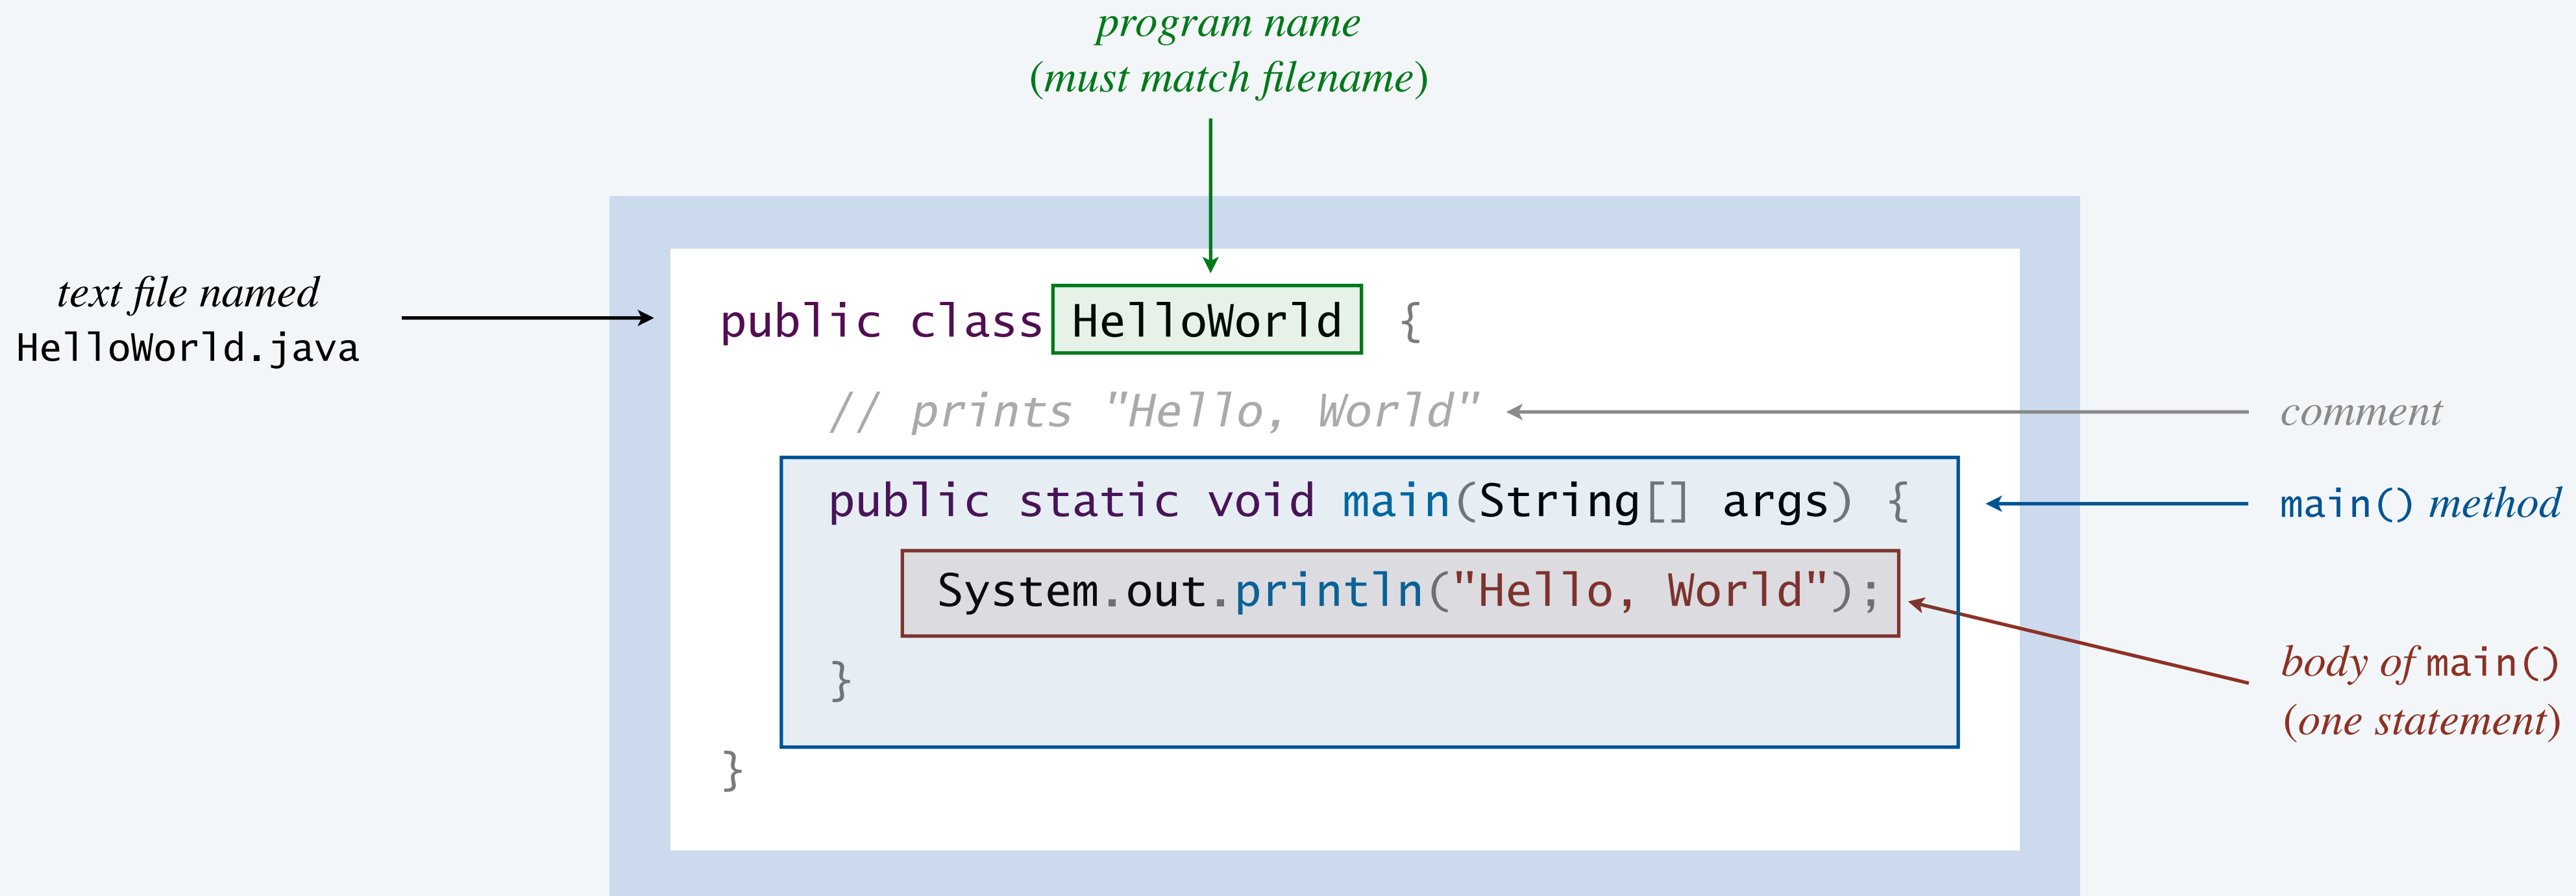 program name
(must match filename)
text file named
HelloWorld.java
public class HelloWorld {
// prints "Hello, World"
comment
public static void main(String[] args) {
main() method
System.out.println("Hello, World");
body of main()
(one statement)
}
}